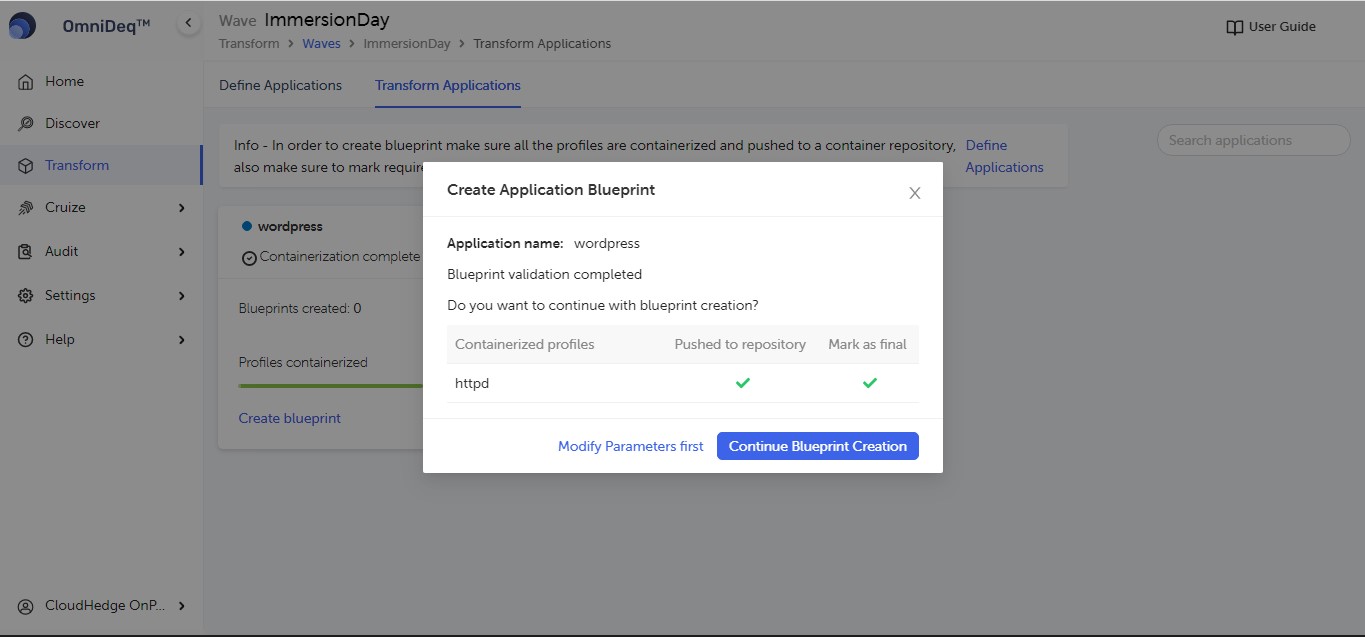 OmniDeq™
Wave ImmersionDay
User Guide
Transform > Waves > ImmersionDay > Transform Applications
Home
Discover
Transform
Cruize
Audit
Settings
Help
CloudHedge OnP...
Define Applications
Transform Applications
Info - In order to create blueprint make sure all the profiles are containerized and pushed to a container repository, Define
also make sure to mark Applications
Search applications
wordpress
Containerization complete
Blueprints created: 0
Profiles containerized
Create blueprint
Create Application Blueprint
Application name: wordpress
Blueprint validation completed
Do you want to continue with blueprint creation?
Containerized profiles Pushed to repository Mark as final
httpd
Modify Parameters first Continue Blueprint Creation